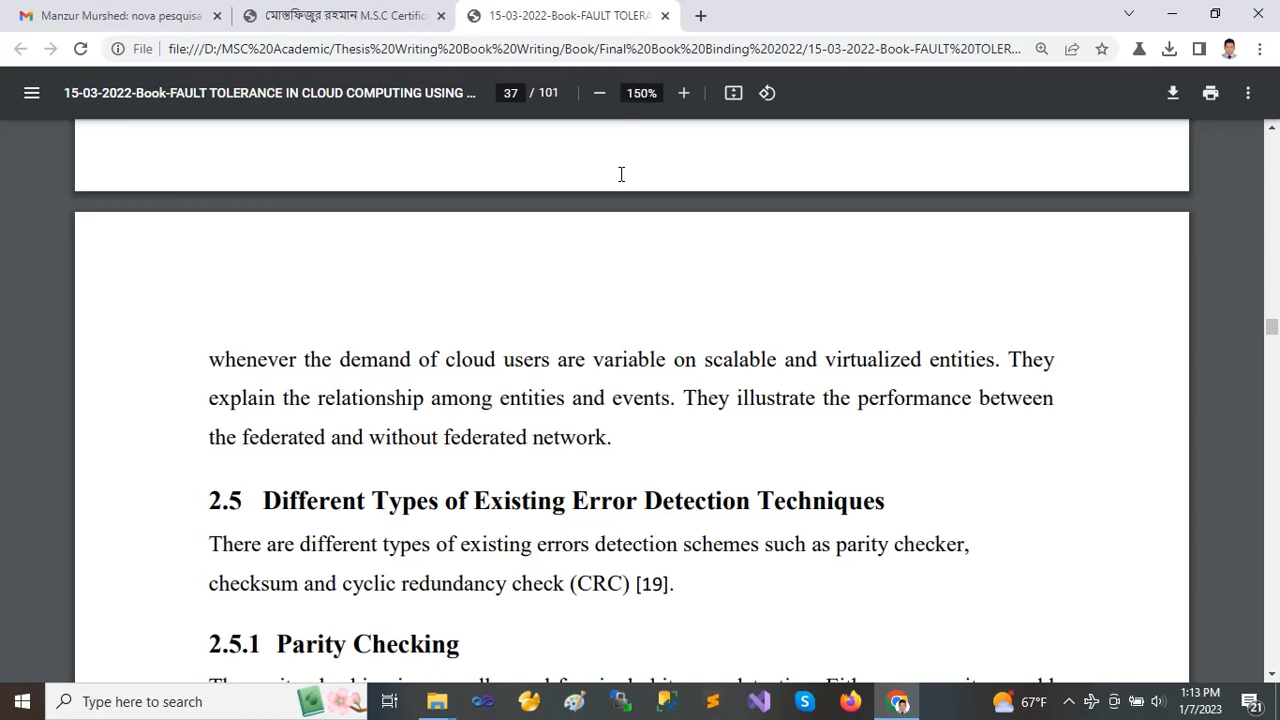 Manzur Murshed: nova pesquisa
মোস্তফিজুর রহমান M.S.C Certific
15-03-2022-Book-FAULT TOLERA
File
file:///D:/MSC%20Academic/Thesis%20Writing%20Book%20Writing/Book/Final%20Book%20Binding%202022/15-03-2022-Book-FAULT%20TOLER...
15-03-2022-Book-FAULT TOLERANCE IN CLOUD COMPUTING USING ...
37 / 101
150%
whenever the demand of cloud users are variable on scalable and virtualized entities. They
explain the relationship among entities and events. They illustrate the performance between
the federated and without federated network.
2.5 Different Types of Existing Error Detection Techniques
There are different types of existing errors detection schemes such as parity checker,
checksum and cyclic redundancy check (CRC) [19].
2.5.1 Parity Checking
Type here to search
67°F
1:13 PM
1/7/2023
21